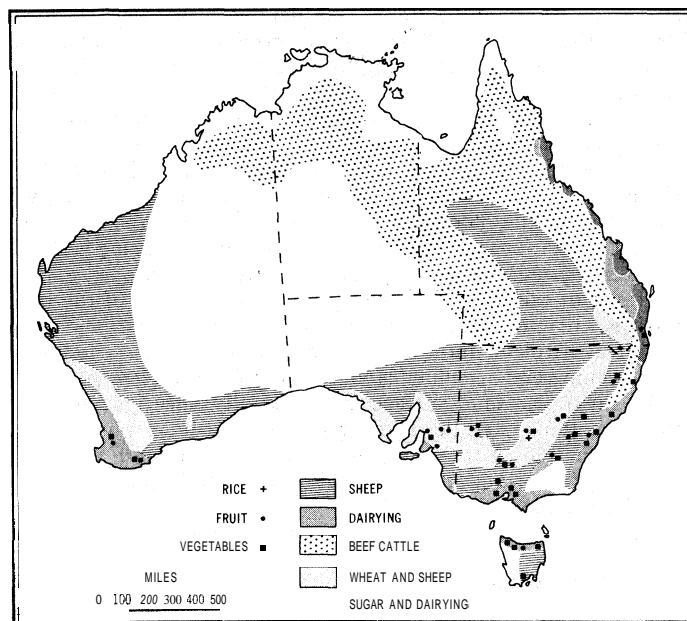 RICE + SHEEP
FRUIT • DAIRYING
VEGETABLES ■ BEEF CATTLE
MILES WHEAT AND SHEEP
0 100 200 300 400 500 SUGAR AND DAIRYING